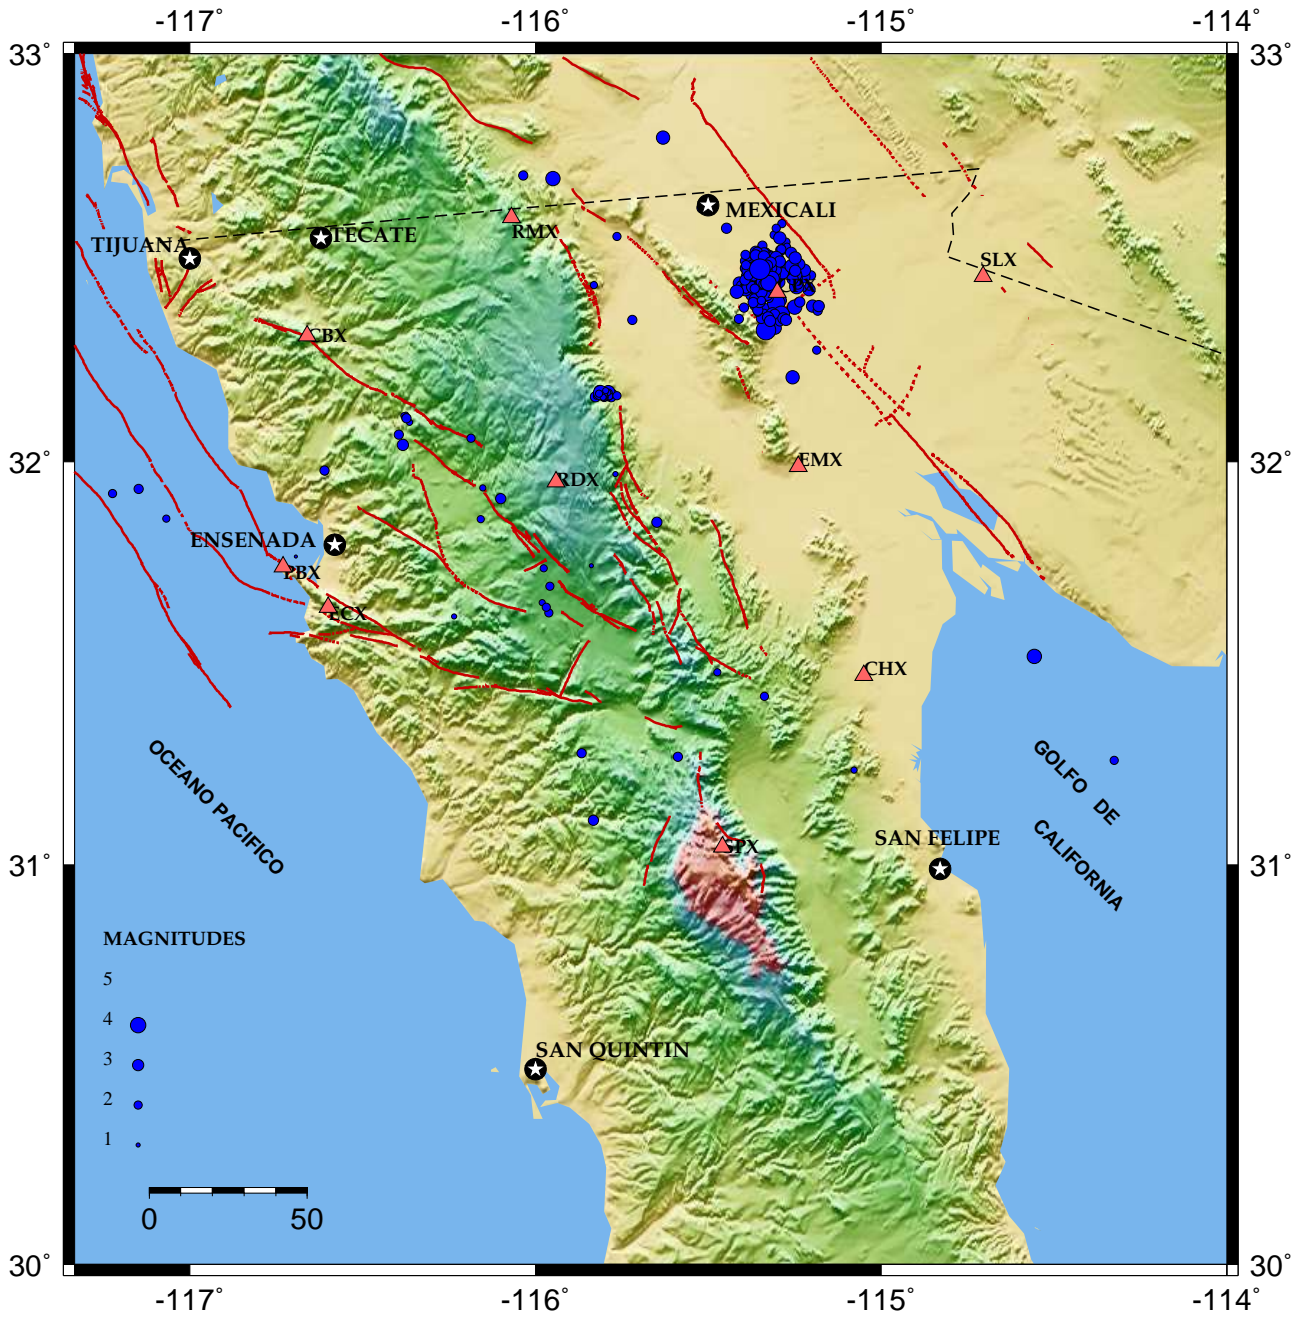 -117° -116° -115° -114°
33° 33°
MEXICALI
RMX
TECATE
TIJUANA
SLX
CBX
32° EMX 32°
RDX
ENSENADA
PBX
ECX
CHX
OCEANO PACIFICO
GOLFO DE
CALIFORNIA
SAN FELIPE
SPX
31° 31°
MAGNITUDES
5
4
3
SAN QUINTIN
2
1
0 50
30° 30°
-117° -116° -115° -114°